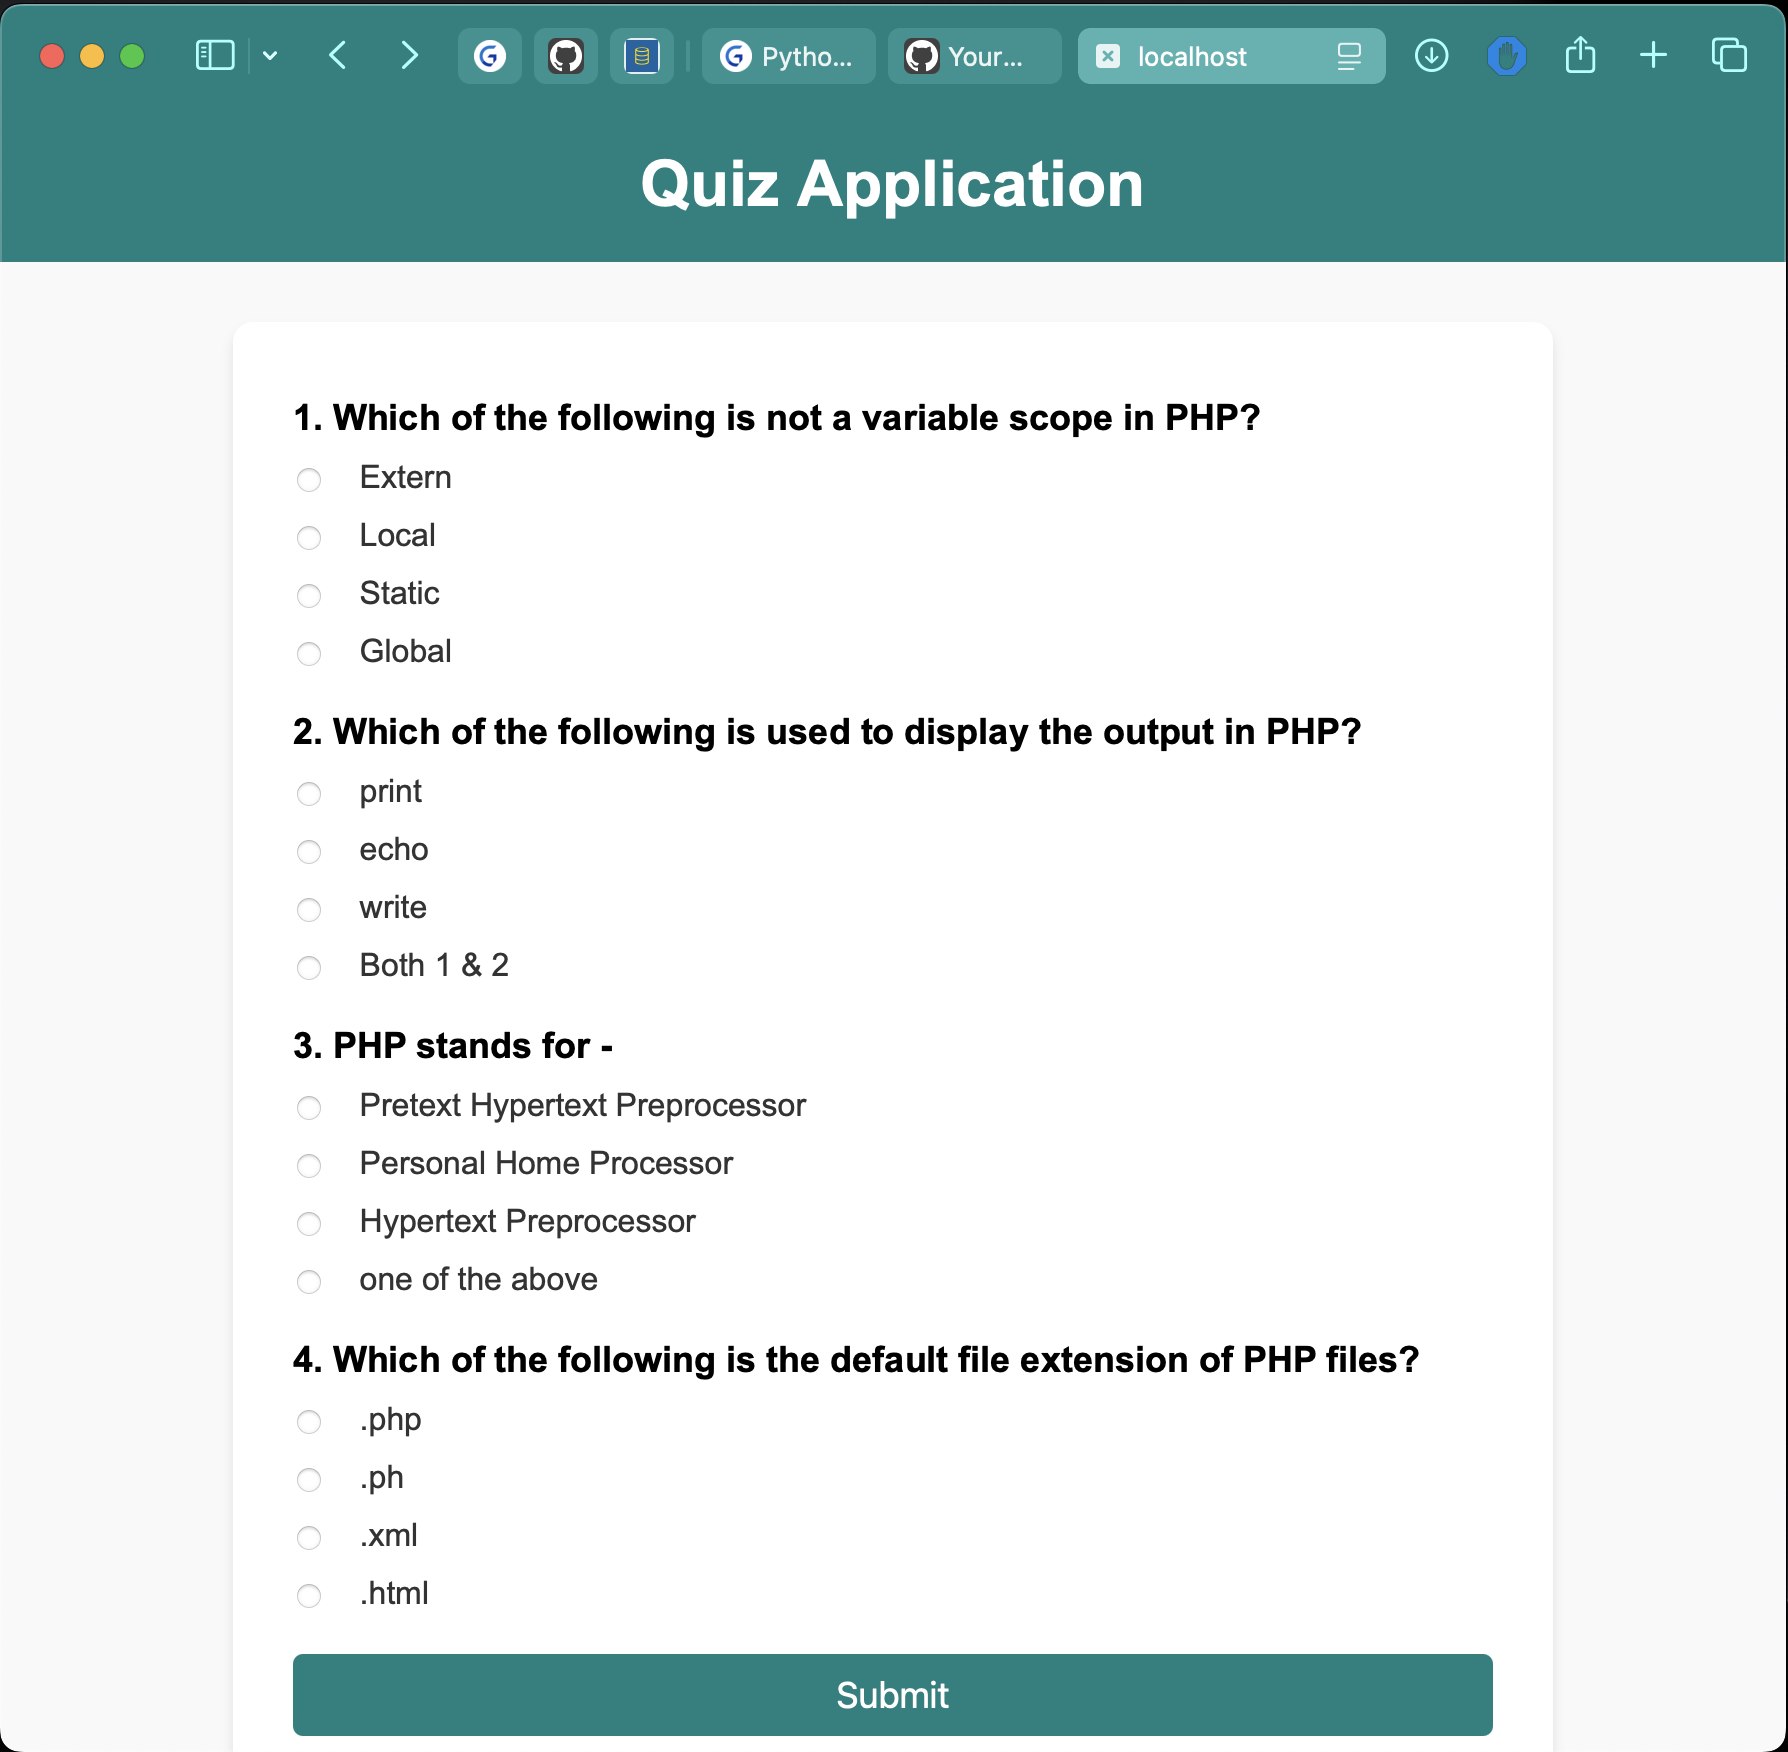 Pytho... Your... localhost
Quiz Application
1. Which of the following is not a variable scope in PHP?
Extern
Local
Static
Global
2. Which of the following is used to display the output in PHP?
print
echo
write
Both 1 & 2
3. PHP stands for -
Pretext Hypertext Preprocessor
Personal Home Processor
Hypertext Preprocessor
one of the above
4. Which of the following is the default file extension of PHP files?
.php
.ph
.xml
.html
Submit